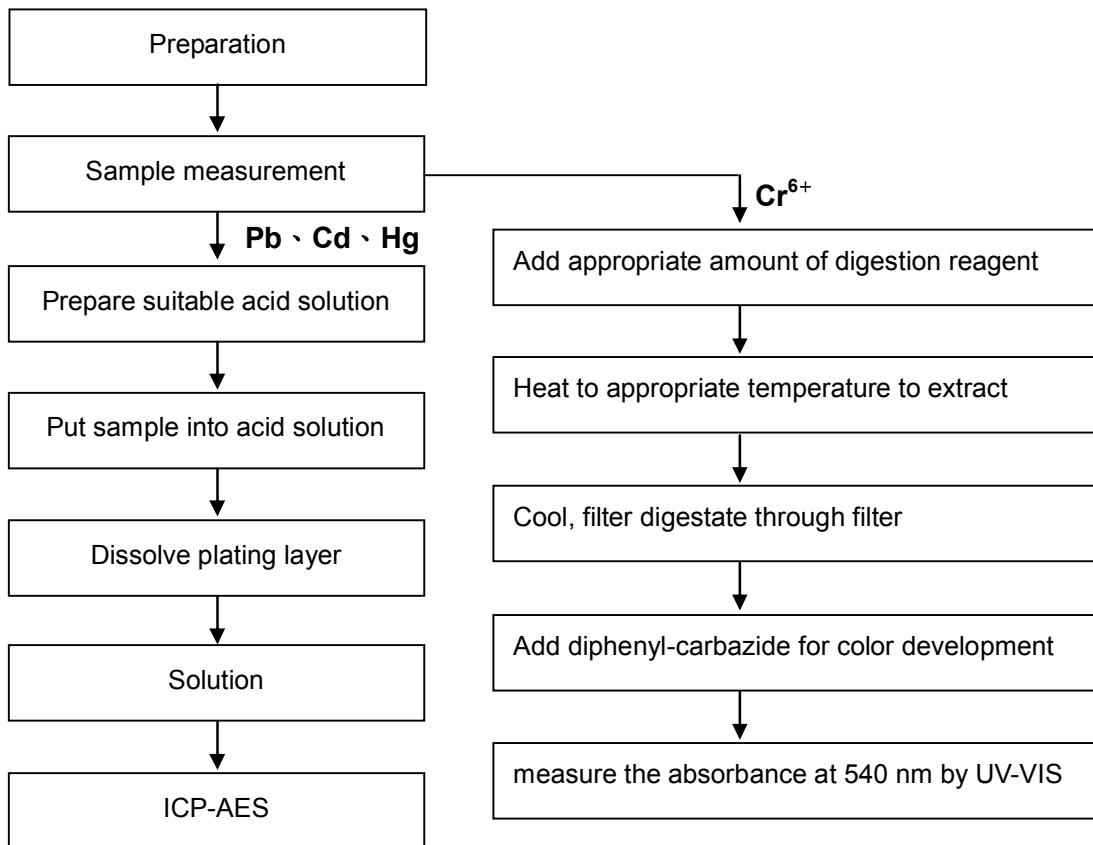 Preparation
Sample measurement
Pb、Cd、Hg
Prepare suitable acid solution
Put sample into acid solution
Dissolve plating layer
Solution
ICP-AES
Cr⁶⁺
Add appropriate amount of digestion reagent
Heat to appropriate temperature to extract
Cool, filter digestate through filter
Add diphenyl-carbazide for color development
measure the absorbance at 540 nm by UV-VIS